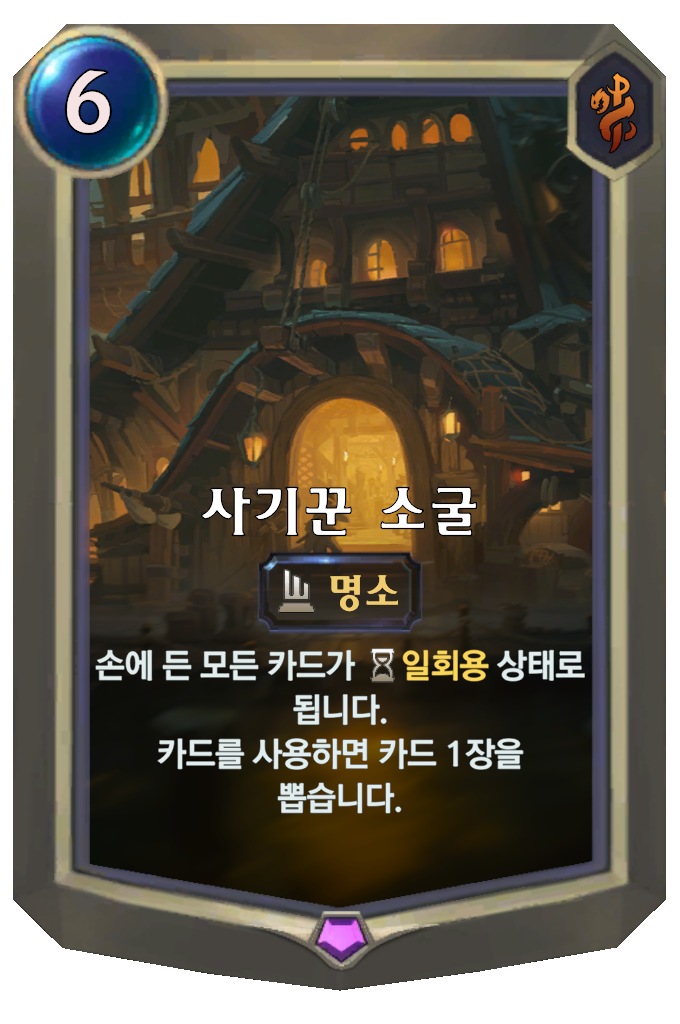 6
사기꾼 소굴
명소
손에 든 모든 카드가 일회용 상태로
됩니다.
카드를 사용하면 카드 1장을
뽑습니다.